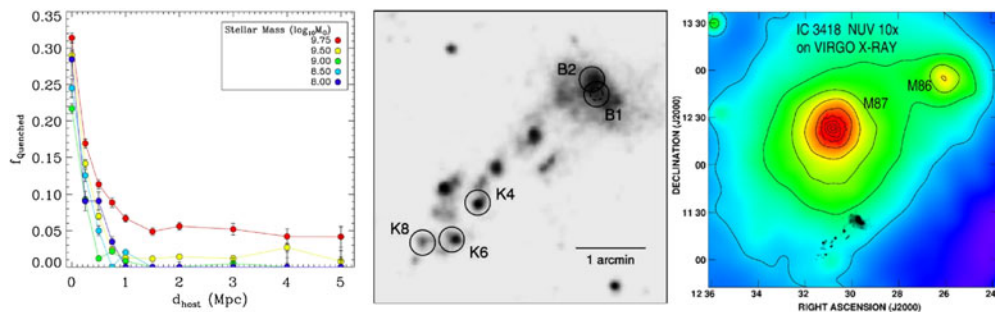 Stellar Mass (log₁₀M⊙)
9.75
9.50
9.00
8.50
8.00
0.35
0.30
0.25
0.20
0.15
0.10
0.05
0.00
fQuenched
0 1 2 3 4 5
dhost (Mpc)
B2
B1
K4
K8
K6
1 arcmin
IC 3418 NUV 10x
on VIRGO X-RAY
M86
M87
13 30
00
12 30
00
11 30
00
DECLINATION (J2000)
12 36 34 32 30 28 26 24
RIGHT ASCENSION (J2000)